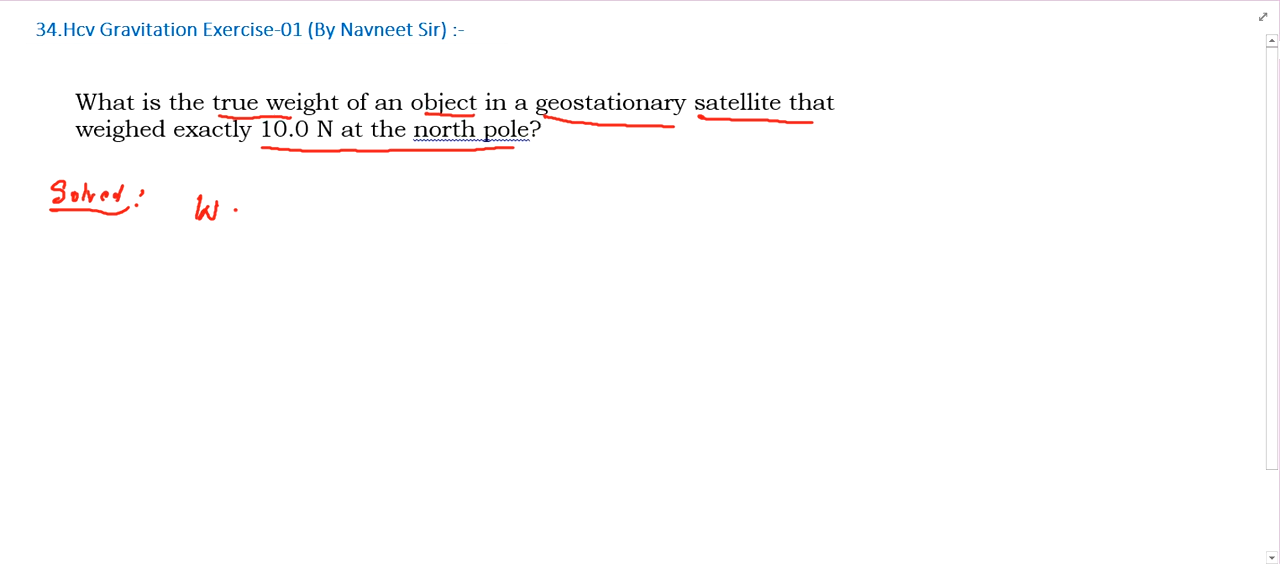 34.Hcv Gravitation Exercise-01 (By Navneet Sir) :-
What is the true weight of an object in a geostationary satellite that
weighed exactly 10.0 N at the north pole?
Solved:
W